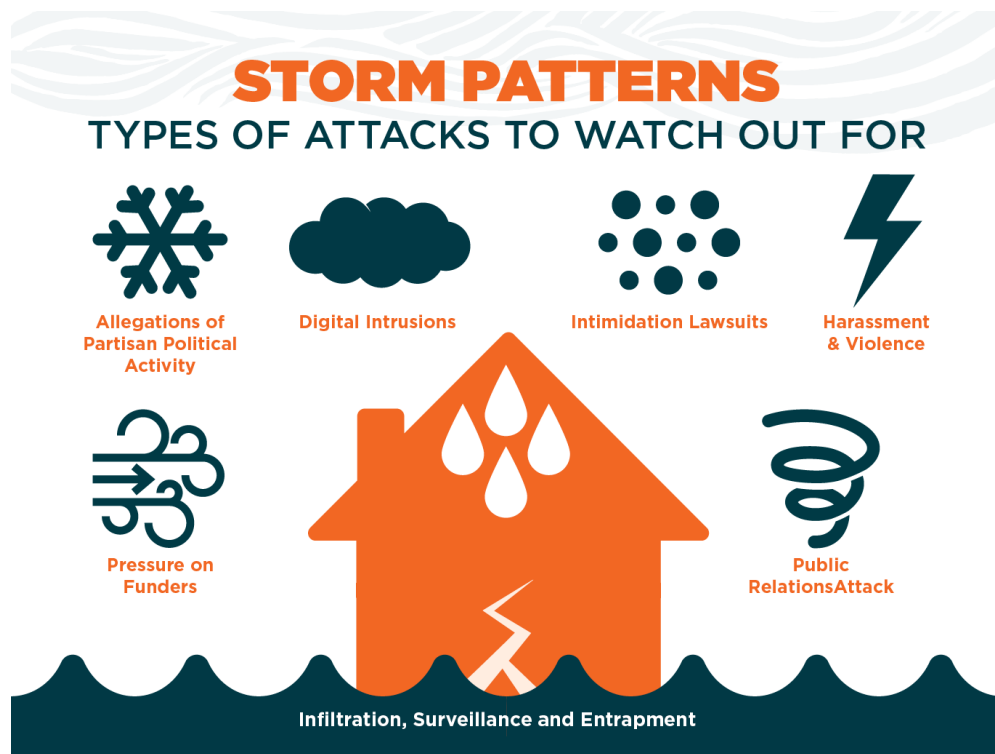 STORM PATTERNS
TYPES OF ATTACKS TO WATCH OUT FOR
Allegations of
Partisan Political
Activity
Digital Intrusions
Intimidation Lawsuits
Harassment
& Violence
Pressure on
Funders
Public
RelationsAttack
Infiltration, Surveillance and Entrapment